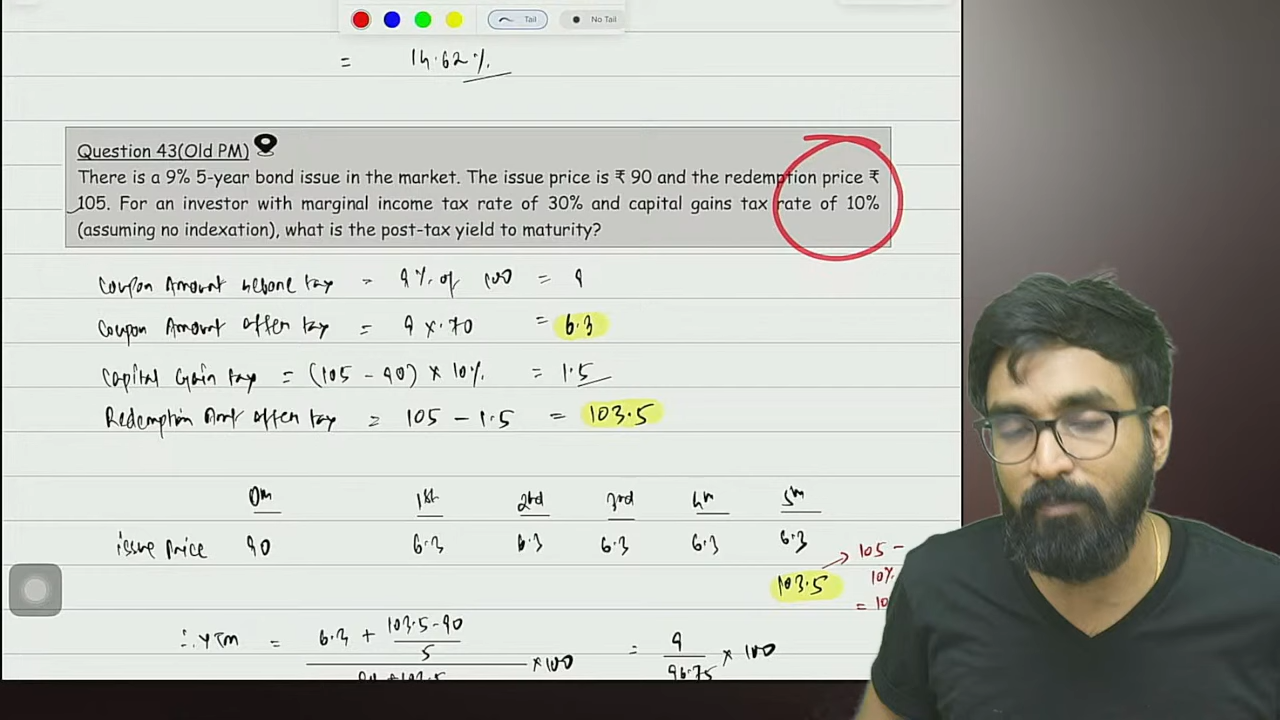 Tail No Tail
= 14.62%
Question 43(Old PM)
There is a 9% 5-year bond issue in the market. The issue price is ₹ 90 and the redemption price ₹
105. For an investor with marginal income tax rate of 30% and capital gains tax rate of 10%
(assuming no indexation), what is the post-tax yield to maturity?
Coupon Amount before tax = 9% of 100 = 9
Coupon Amount after tax = 9 x .70 = 6.3
Capital Gain tax = (105 - 90) x 10% = 1.5
Redemption Amt after tax = 105 - 1.5 = 103.5
0th 1st 2nd 3rd 4th 5th
issue price 90 6.3 6.3 6.3 6.3 6.3
103.5 → 105 -
10%
= 10
∴ YTM = 6.3 + 103.5-90 / 5 x 100 = 9 / 96.75 x 100